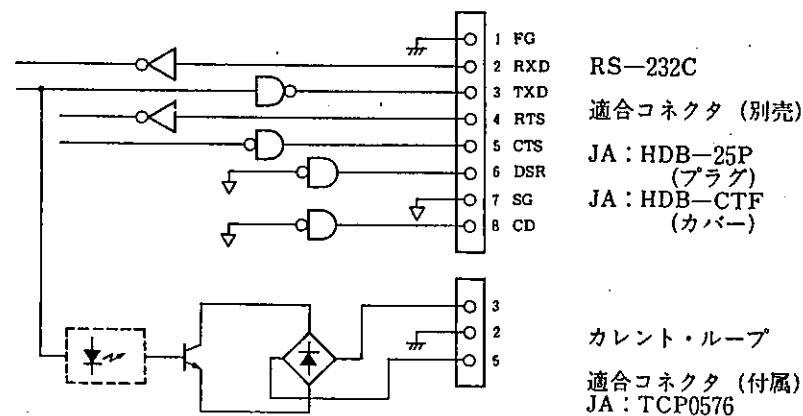 1 FG
2 RXD
3 TXD
4 RTS
5 CTS
6 DSR
7 SG
8 CD
RS—232C
適合コネクタ (別売)
JA:HDB—25P
(プラグ)
JA:HDB—CTF
(カバー)
3
2
5
カレント・ループ
適合コネクタ (付属)
JA:TCP0576